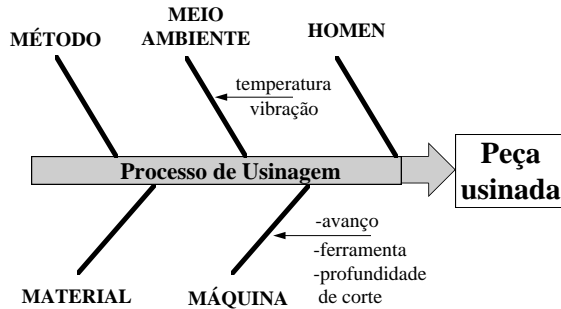 MÉTODO
MEIO
AMBIENTE
HOMEN
temperatura
vibração
Processo de Usinagem
Peça
usinada
-avanço
-ferramenta
-profundidade
de corte
MATERIAL
MÁQUINA